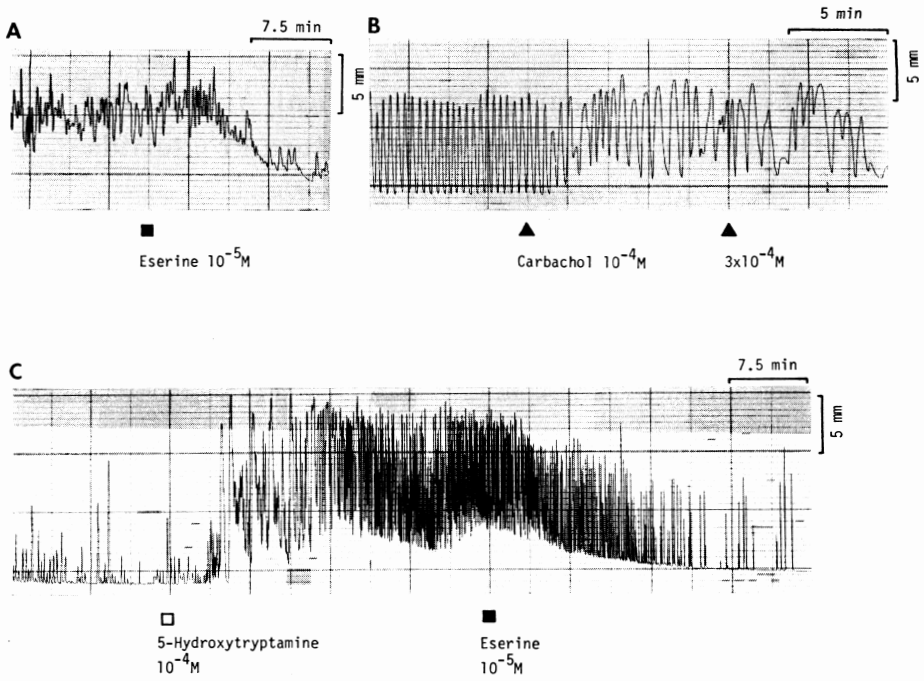 A
7.5 min
5 mm
Eserine 10⁻⁵M
B
5 min
5 mm
Carbachol 10⁻⁴M
3x10⁻⁴M
C
7.5 min
5 mm
5-Hydroxytryptamine
10⁻⁴M
Eserine
10⁻⁵M